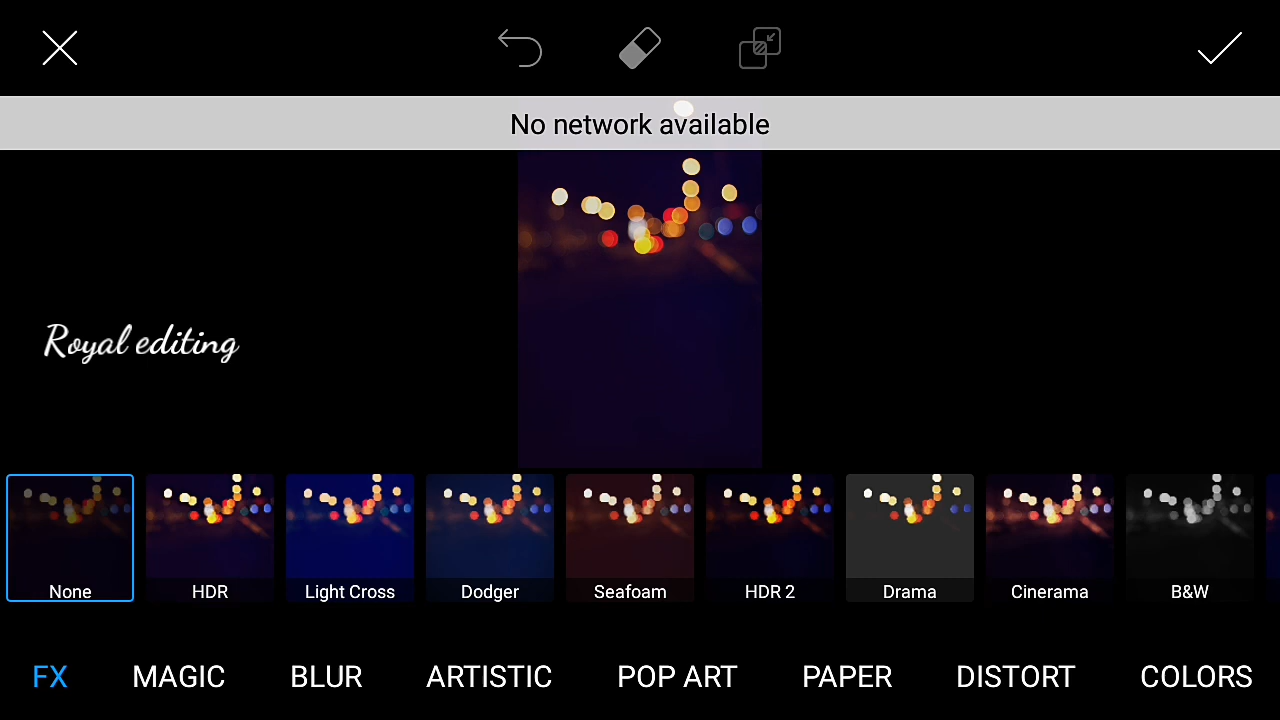 No network available
Royal editing
None
HDR
Light Cross
Dodger
Seafoam
HDR 2
Drama
Cinerama
B&W
FX
MAGIC
BLUR
ARTISTIC
POP ART
PAPER
DISTORT
COLORS